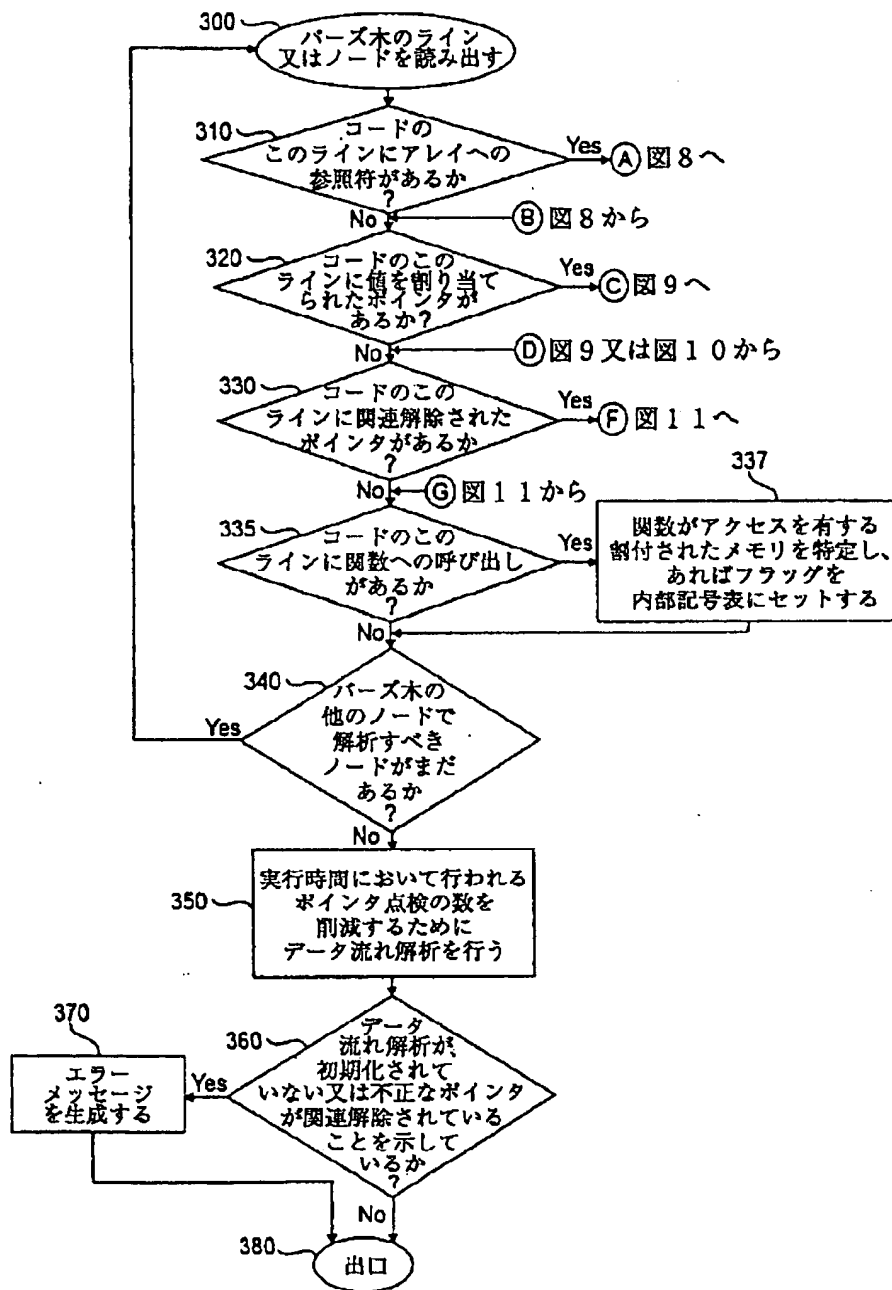 300
パーズ木のライン
又はノードを読み出す
310
コードの
このラインにアレイへの
参照符があるか
?
Yes
A 図8へ
No
B 図8から
320
コードのこの
ラインに値を割り当て
られたポインタが
あるか?
Yes
C 図9へ
No
D 図9又は図10から
330
コードのこの
ラインに関連解除された
ポインタがあるか
?
Yes
F 図11へ
No
G 図11から
335
コードのこの
ラインに関数への呼び出し
があるか
?
Yes
337
関数がアクセスを有する
割付されたメモリを特定し、
あればフラッグを
内部記号表にセットする
No
340
パーズ木の
他のノードで
解析すべき
ノードがまだ
あるか
?
Yes
No
350
実行時間において行われる
ポインタ点検の数を
削減するために
データ流れ解析を行う
360
データ
流れ解析が、
初期化されて
いない又は不正なポインタ
が関連解除されている
ことを示して
いるか
?
Yes
370
エラー
メッセージ
を生成する
No
380
出口